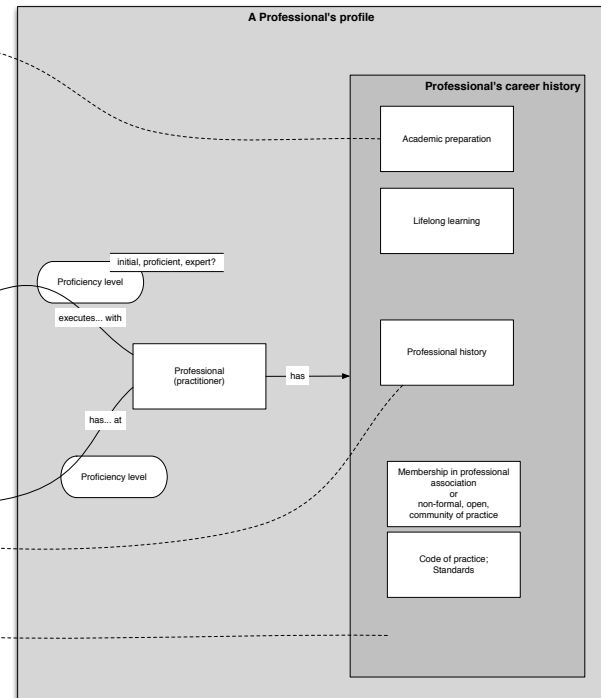 A Professional's profile
Professional's career history
Academic preparation
Lifelong learning
initial, proficient, expert?
Proficiency level
executes... with
Professional
(practitioner)
has
Professional history
has... at
Proficiency level
Membership in professional
association
or
non-formal, open,
community of practice
Code of practice;
Standards